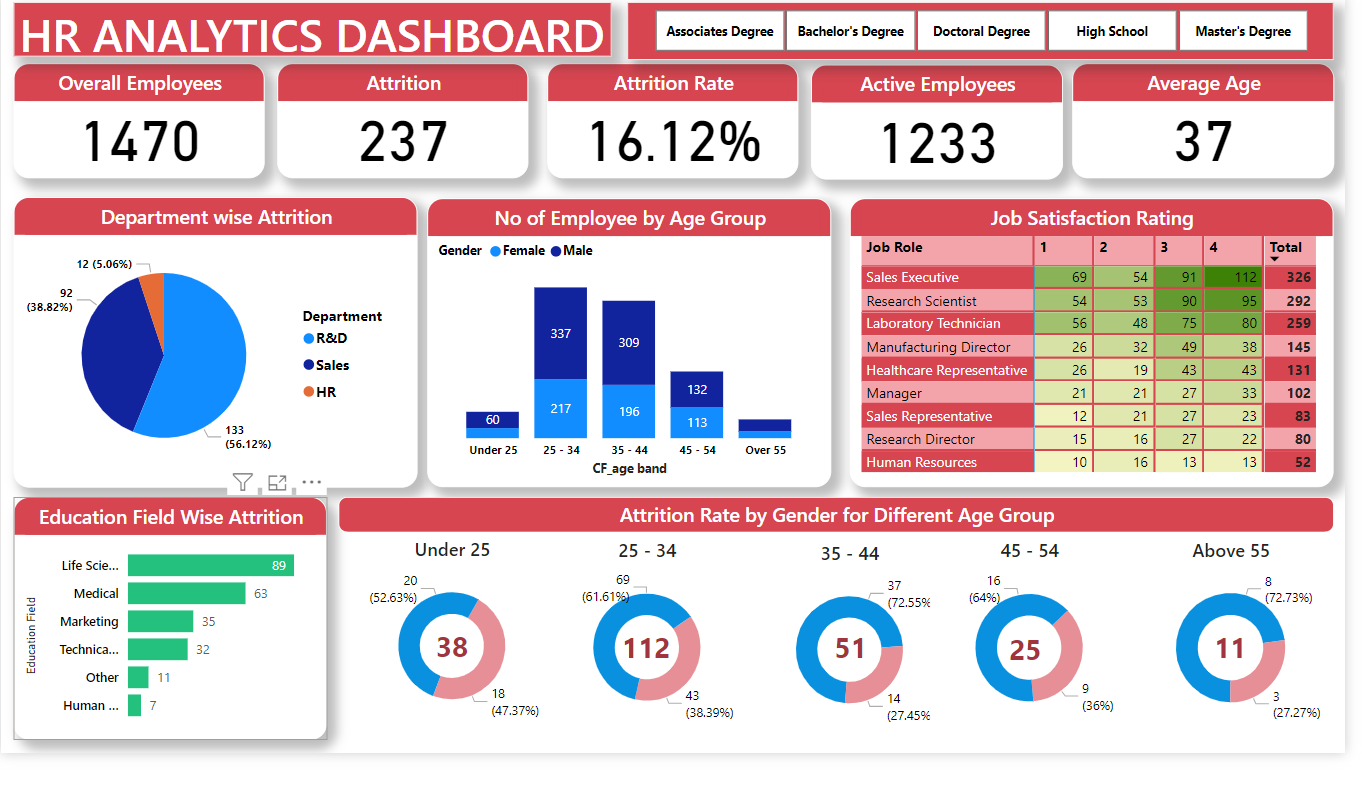 HR ANALYTICS DASHBOARD
Associates Degree
Bachelor's Degree
Doctoral Degree
High School
Master's Degree
Overall Employees
1470
Attrition
237
Attrition Rate
16.12%
Active Employees
1233
Average Age
37
Department wise Attrition
12 (5.06%)
92
(38.82%)
133
(56.12%)
Department
R&D
Sales
HR
No of Employee by Age Group
Gender Female Male
60
337
217
309
196
132
113
Under 25 25 - 34 35 - 44 45 - 54 Over 55
CF_age band
Job Satisfaction Rating
Job Role 1 2 3 4 Total
Sales Executive 69 54 91 112 326
Research Scientist 54 53 90 95 292
Laboratory Technician 56 48 75 80 259
Manufacturing Director 26 32 49 38 145
Healthcare Representative 26 19 43 43 131
Manager 21 21 27 33 102
Sales Representative 12 21 27 23 83
Research Director 15 16 27 22 80
Human Resources 10 16 13 13 52
Education Field Wise Attrition
Education Field
Life Scie... 89
Medical 63
Marketing 35
Technica... 32
Other 11
Human ... 7
Attrition Rate by Gender for Different Age Group
Under 25
20
(52.63%)
38
18
(47.37%)
25 - 34
69
(61.61%)
112
43
(38.39%)
35 - 44
37
(72.55%
51
14
(27.45%
45 - 54
16
(64%)
25
9
(36%)
Above 55
8
(72.73%)
11
3
(27.27%)